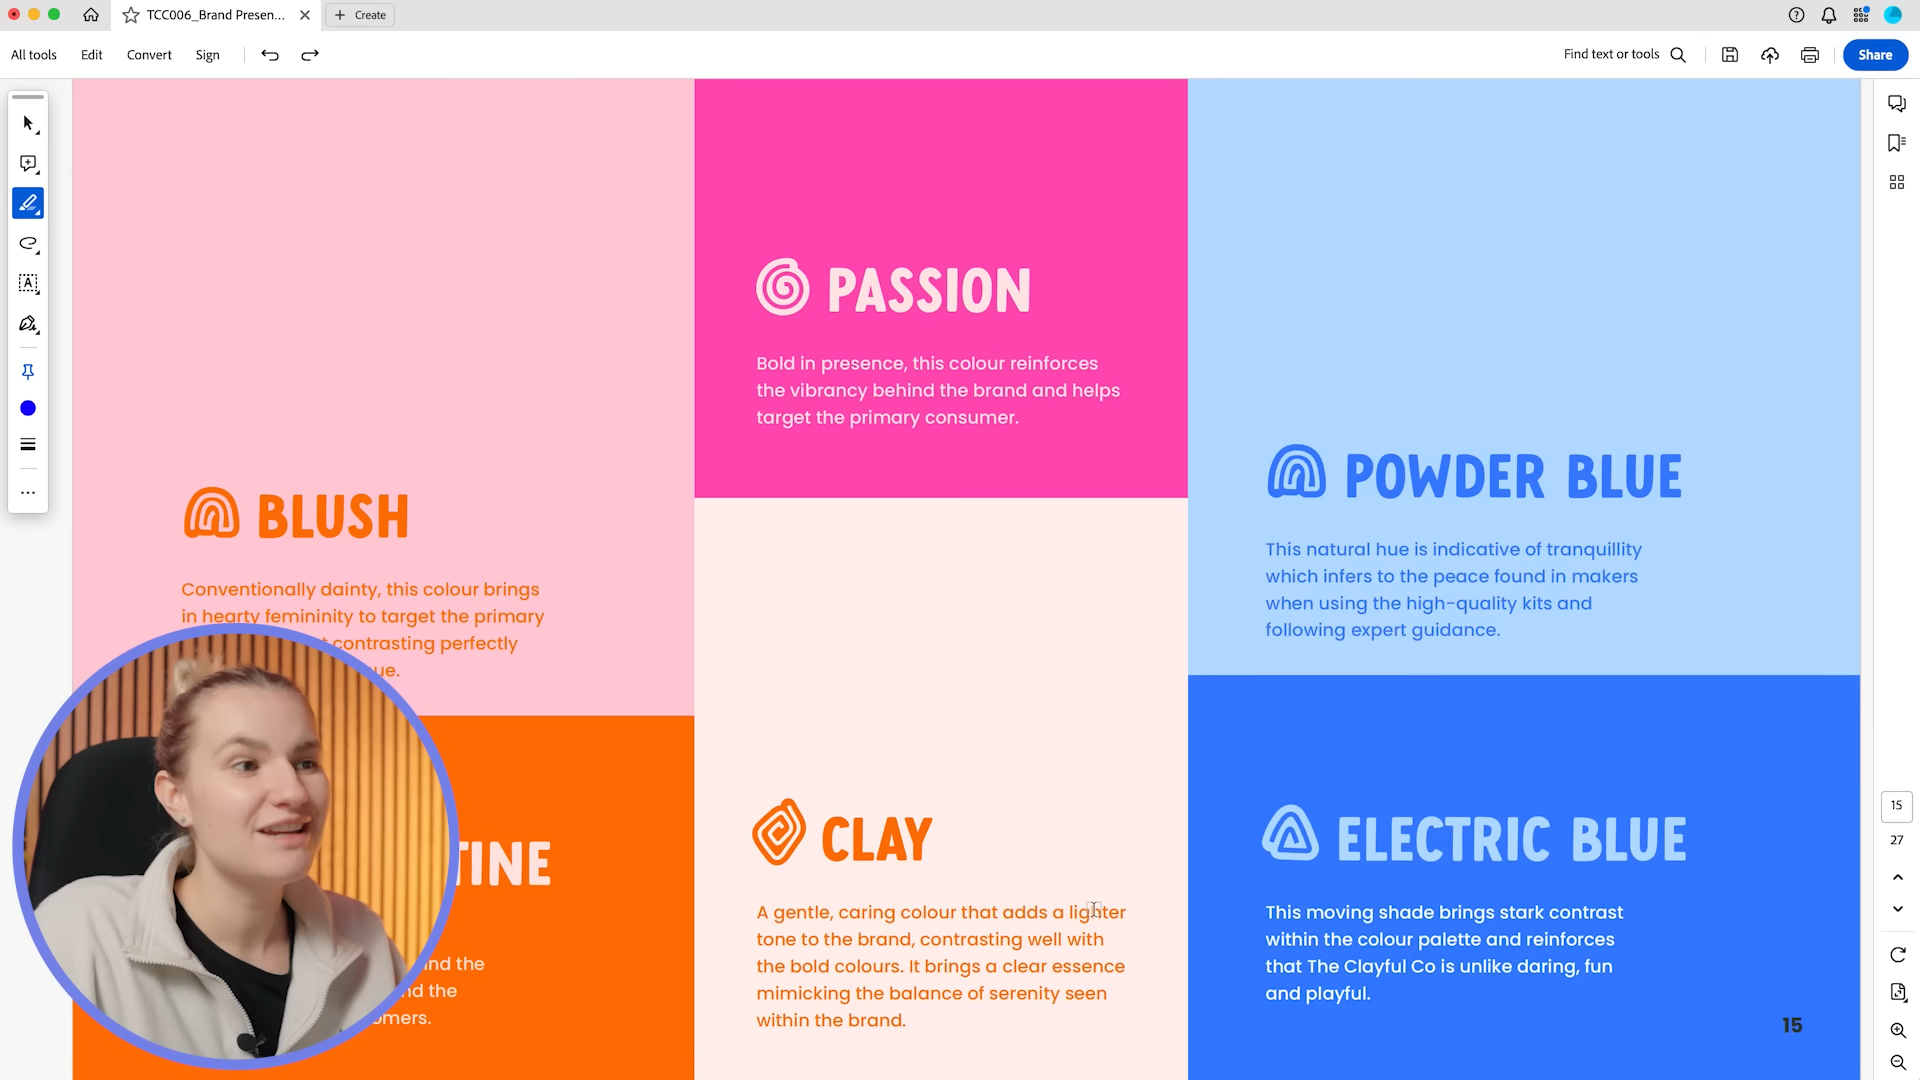 TCC006_Brand Presen...
Create
All tools
Edit
Convert
Sign
Find text or tools
Share
PASSION
Bold in presence, this colour reinforces
the vibrancy behind the brand and helps
target the primary consumer.
BLUSH
Conventionally dainty, this colour brings
in hearty femininity to target the primary
contrasting perfectly
POWDER BLUE
This natural hue is indicative of tranquillity
which infers to the peace found in makers
when using the high-quality kits and
following expert guidance.
TINE
nd the
nd the
omers.
CLAY
A gentle, caring colour that adds a lighter
tone to the brand, contrasting well with
the bold colours. It brings a clear essence
mimicking the balance of serenity seen
within the brand.
ELECTRIC BLUE
This moving shade brings stark contrast
within the colour palette and reinforces
that The Clayful Co is unlike daring, fun
and playful.
15
15
27